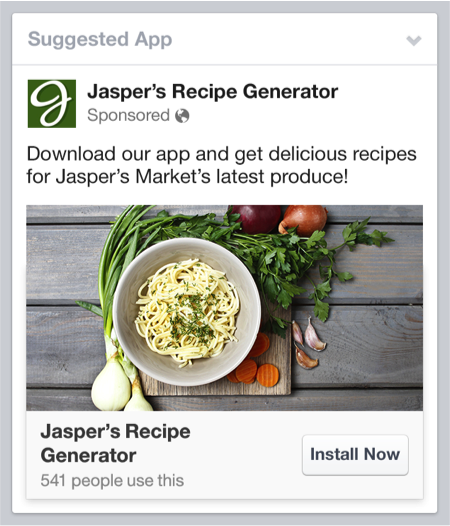 Suggested App
Jasper's Recipe Generator
Sponsored
Download our app and get delicious recipes
for Jasper's Market's latest produce!
Jasper's Recipe
Generator
541 people use this
Install Now